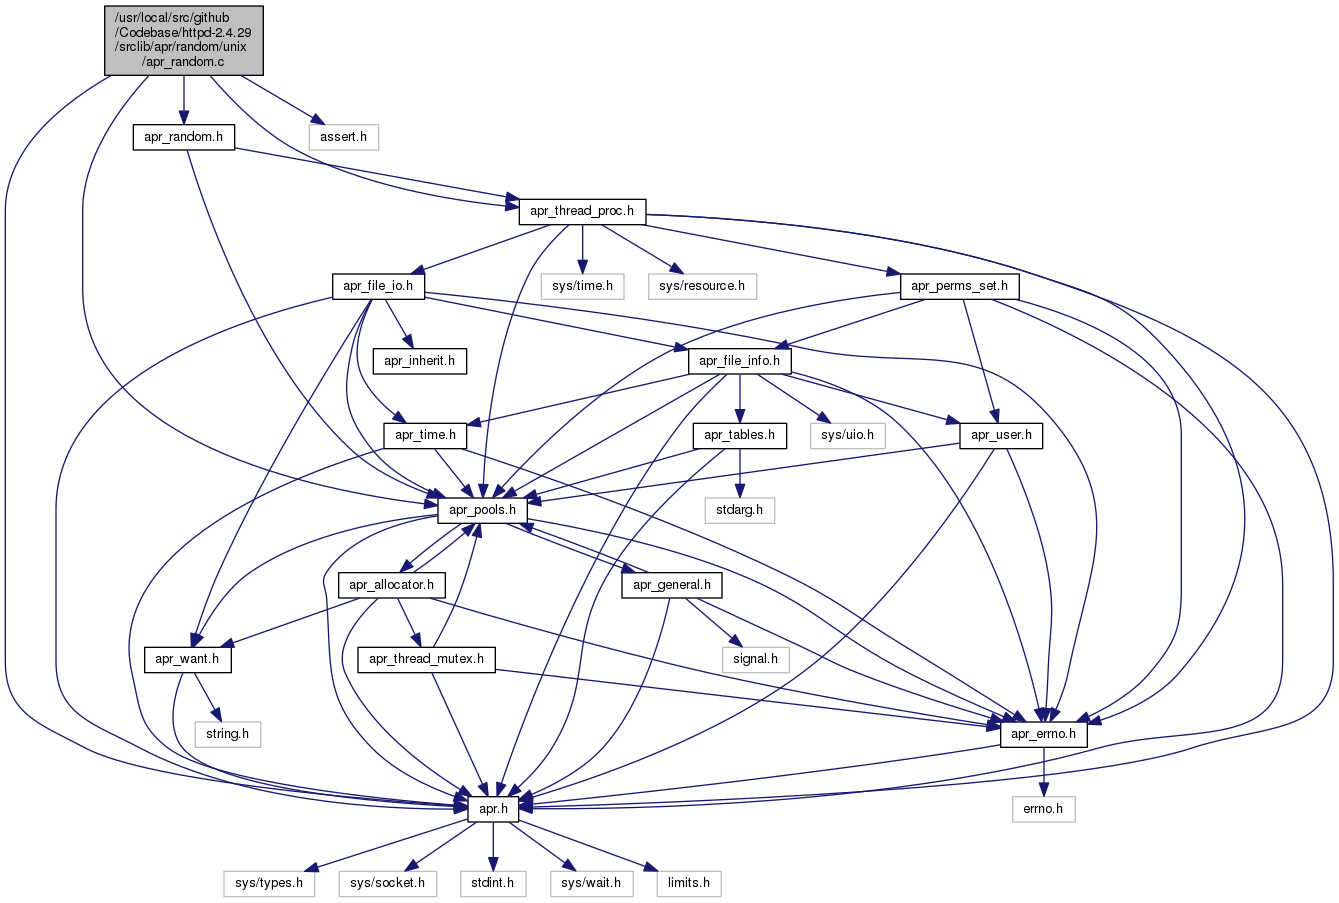 /usr/local/src/github
/Codebase/httpd-2.4.29
/srclib/apr/random/unix
/apr_random.c
apr_random.h
assert.h
apr_thread_proc.h
apr_file_io.h
sys/time.h
sys/resource.h
apr_perms_set.h
apr_inherit.h
apr_file_info.h
apr_time.h
apr_tables.h
sys/uio.h
apr_user.h
apr_pools.h
stdarg.h
apr_allocator.h
apr_general.h
apr_want.h
apr_thread_mutex.h
signal.h
string.h
apr_errno.h
apr.h
errno.h
sys/types.h
sys/socket.h
stdint.h
sys/wait.h
limits.h